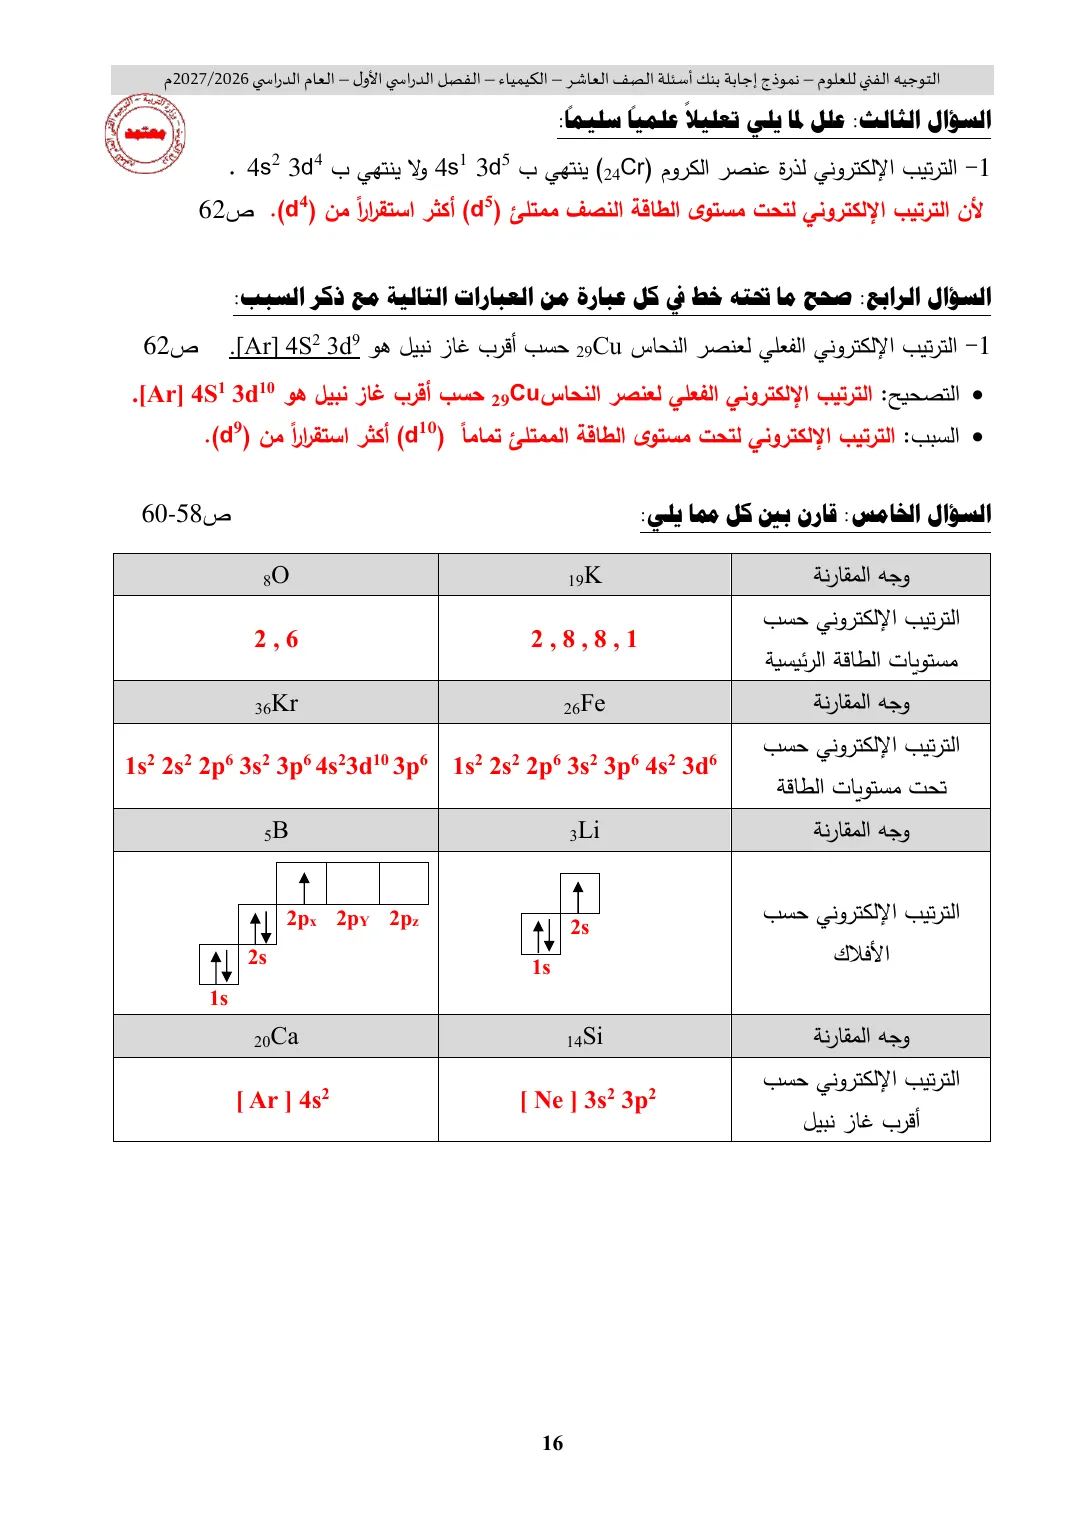 التوجيه الفني للعلوم – نموذج إجابة بنك أسئلة الصف العاشر – الكيمياء – الفصل الدراسي الأول – العام الدراسي 2027/2026م
معتمد
السؤال الثالث: علل لما يلي تعليلاً علمياً سليماً:
1- الترتيب الإلكتروني لذرة عنصر الكروم (₂₄Cr) ينتهي ب 4s¹ 3d⁵ ولا ينتهي ب 4s² 3d⁴ .
لأن الترتيب الإلكتروني لتحت مستوى الطاقة النصف ممتلئ (d⁵) أكثر استقراراً من (d⁴). ص62
السؤال الرابع: صحح ما تحته خط في كل عبارة من العبارات التالية مع ذكر السبب:
1- الترتيب الإلكتروني الفعلي لعنصر النحاس ₂₉Cu حسب أقرب غاز نبيل هو [Ar] 4S² 3d⁹. ص62
• التصحيح: الترتيب الإلكتروني الفعلي لعنصر النحاس ₂₉Cu حسب أقرب غاز نبيل هو [Ar] 4S¹ 3d¹⁰.
• السبب: الترتيب الإلكتروني لتحت مستوى الطاقة الممتلئ تماماً (d¹⁰) أكثر استقراراً من (d⁹).
السؤال الخامس: قارن بين كل مما يلي: ص58-60
وجه المقارنة ₁₉K ₈O
الترتيب الإلكتروني حسب
مستويات الطاقة الرئيسية
2 , 8 , 8 , 1
2 , 6
وجه المقارنة ₂₆Fe ₃₆Kr
الترتيب الإلكتروني حسب
تحت مستويات الطاقة
1s² 2s² 2p⁶ 3s² 3p⁶ 4s² 3d⁶
1s² 2s² 2p⁶ 3s² 3p⁶ 4s²3d¹⁰ 3p⁶
وجه المقارنة ₃Li ₅B
الترتيب الإلكتروني حسب
الأفلاك
2s
1s
2pₓ 2pY 2pz
2s
1s
وجه المقارنة ₁₄Si ₂₀Ca
الترتيب الإلكتروني حسب
أقرب غاز نبيل
[ Ne ] 3s² 3p²
[ Ar ] 4s²
16